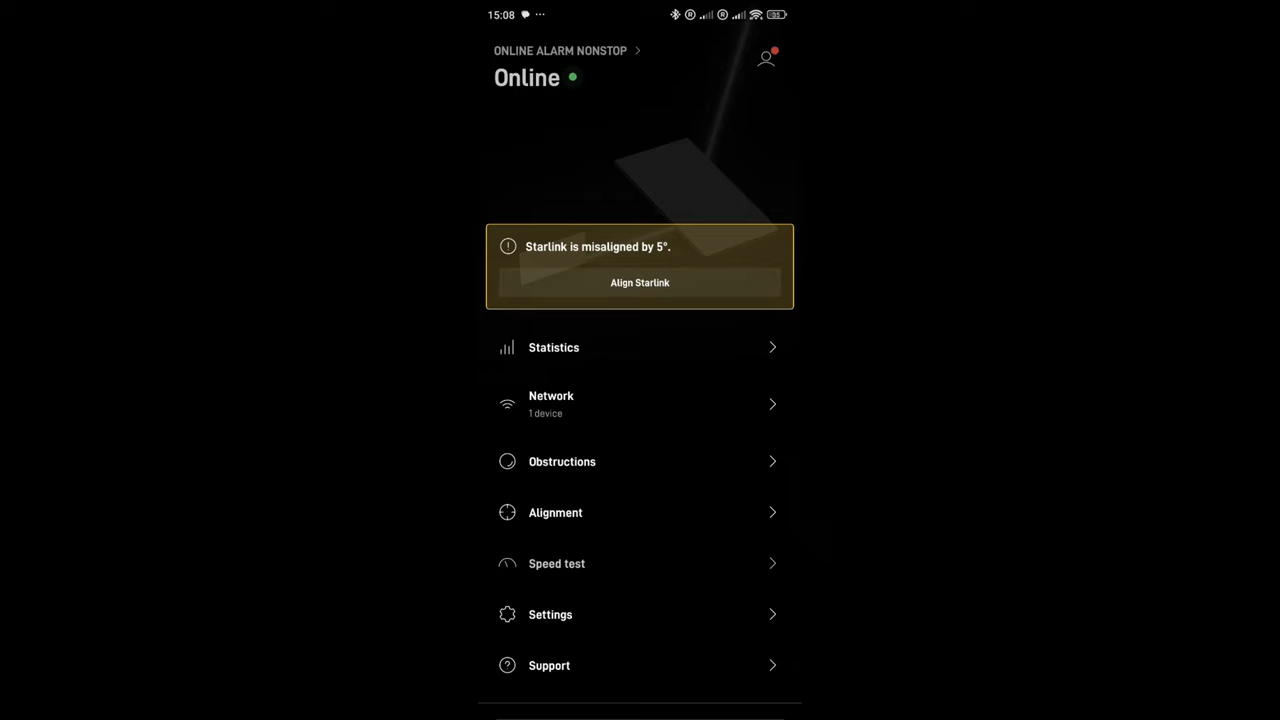 15:08
ONLINE ALARM NONSTOP
Online
Starlink is misaligned by 5°.
Align Starlink
Statistics
Network
1 device
Obstructions
Alignment
Speed test
Settings
Support